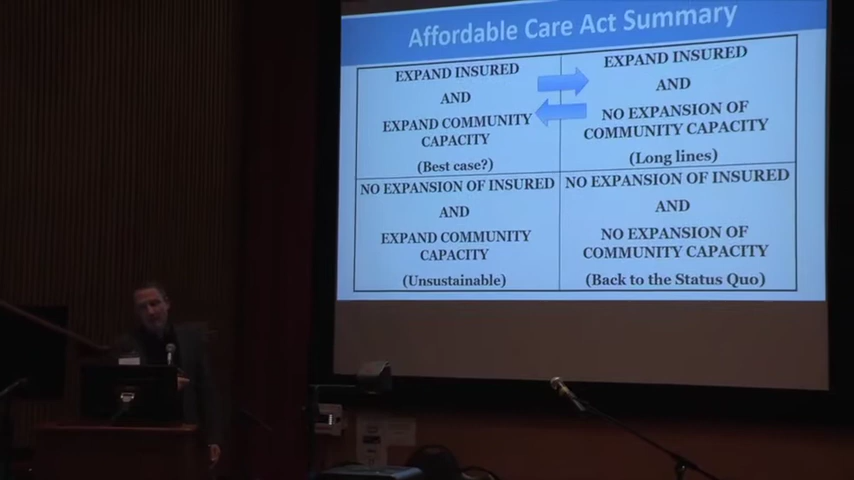 Affordable Care Act Summary
EXPAND INSURED
AND
EXPAND COMMUNITY
CAPACITY
(Best case?)
EXPAND INSURED
AND
NO EXPANSION OF
COMMUNITY CAPACITY
(Long lines)
NO EXPANSION OF INSURED
AND
EXPAND COMMUNITY
CAPACITY
(Unsustainable)
NO EXPANSION OF INSURED
AND
NO EXPANSION OF
COMMUNITY CAPACITY
(Back to the Status Quo)